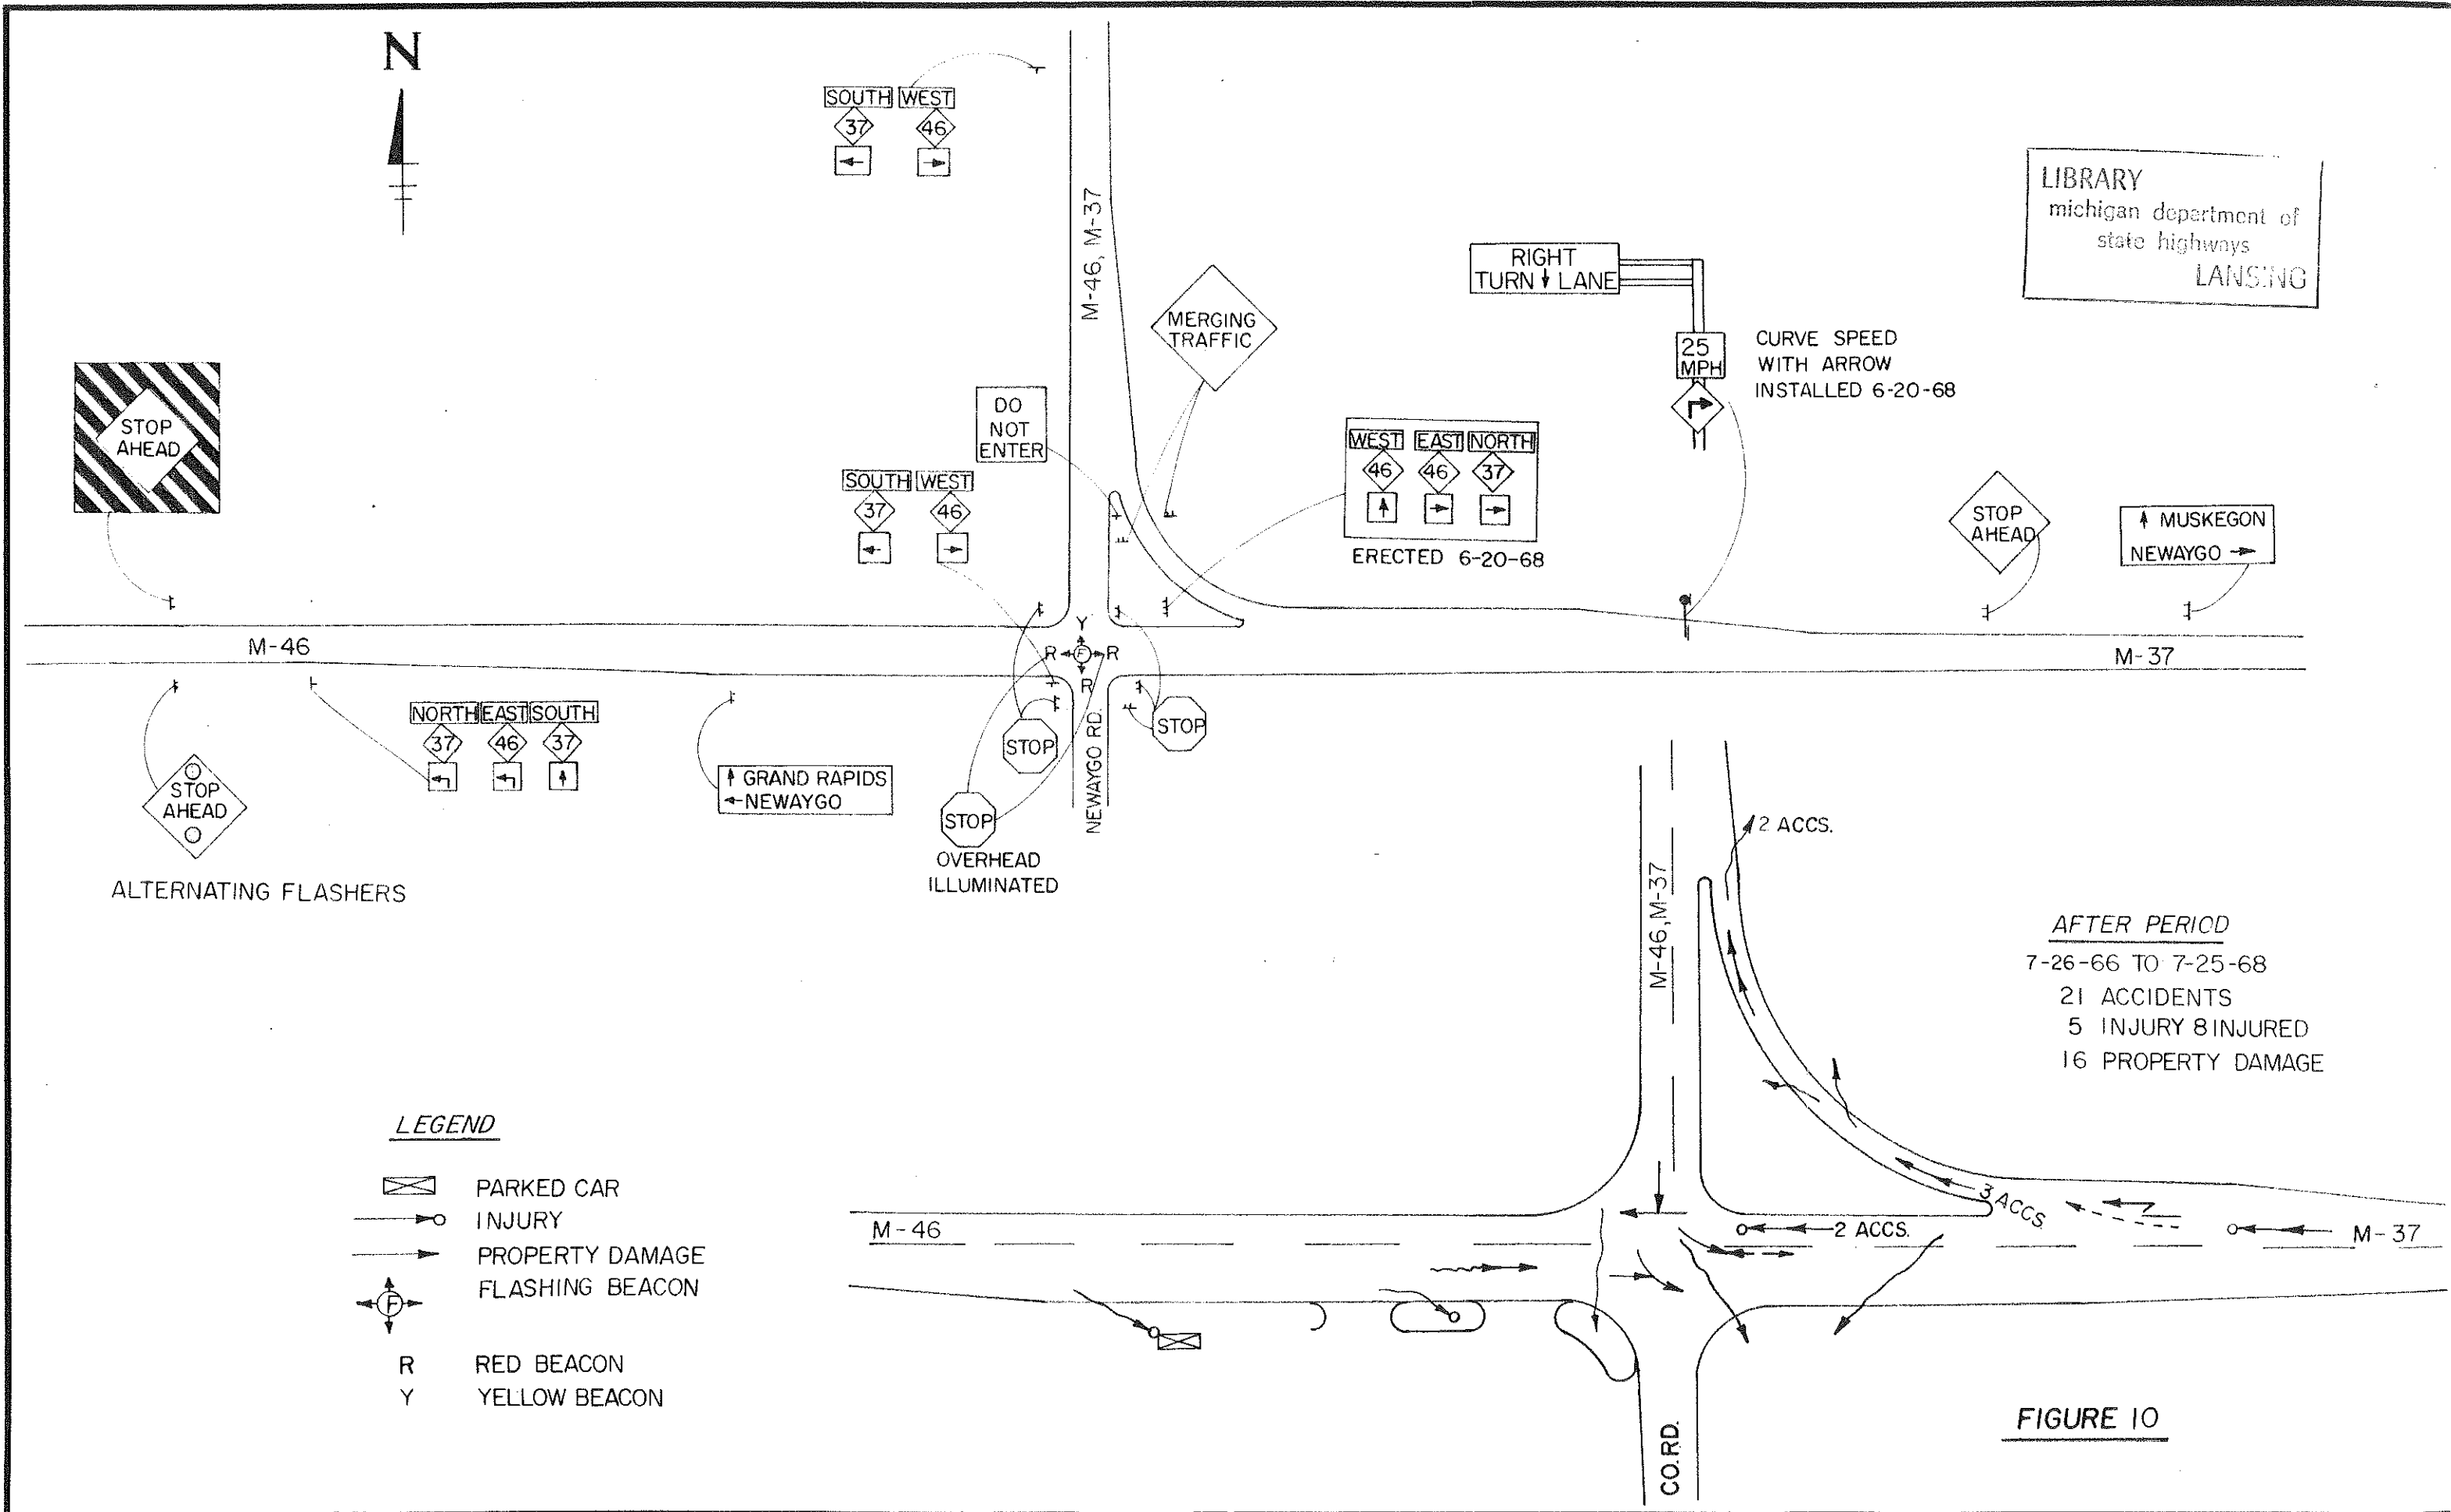 N
SOUTH WEST
37 46
M-46, M-37
LIBRARY
michigan department of
state highways
LANSING
RIGHT
TURN ↓ LANE
25
MPH
CURVE SPEED
WITH ARROW
INSTALLED 6-20-68
MERGING
TRAFFIC
DO
NOT
ENTER
STOP
AHEAD
SOUTH WEST
37 46
WEST EAST NORTH
46 46 37
ERECTED 6-20-68
STOP
AHEAD
↑ MUSKEGON
NEWAYGO →
Y
R F R
R
M-46
M-37
NORTH EAST SOUTH
37 46 37
STOP
AHEAD
ALTERNATING FLASHERS
↑ GRAND RAPIDS
← NEWAYGO
STOP
STOP
STOP
OVERHEAD
ILLUMINATED
NEWAYGO RD.
2 ACCS.
M-46, M-37
AFTER PERIOD
7-26-66 TO 7-25-68
21 ACCIDENTS
5 INJURY 8 INJURED
16 PROPERTY DAMAGE
LEGEND
PARKED CAR
INJURY
PROPERTY DAMAGE
F FLASHING BEACON
R RED BEACON
Y YELLOW BEACON
M-46
3 ACCS.
2 ACCS.
M-37
CO.RD.
FIGURE 10